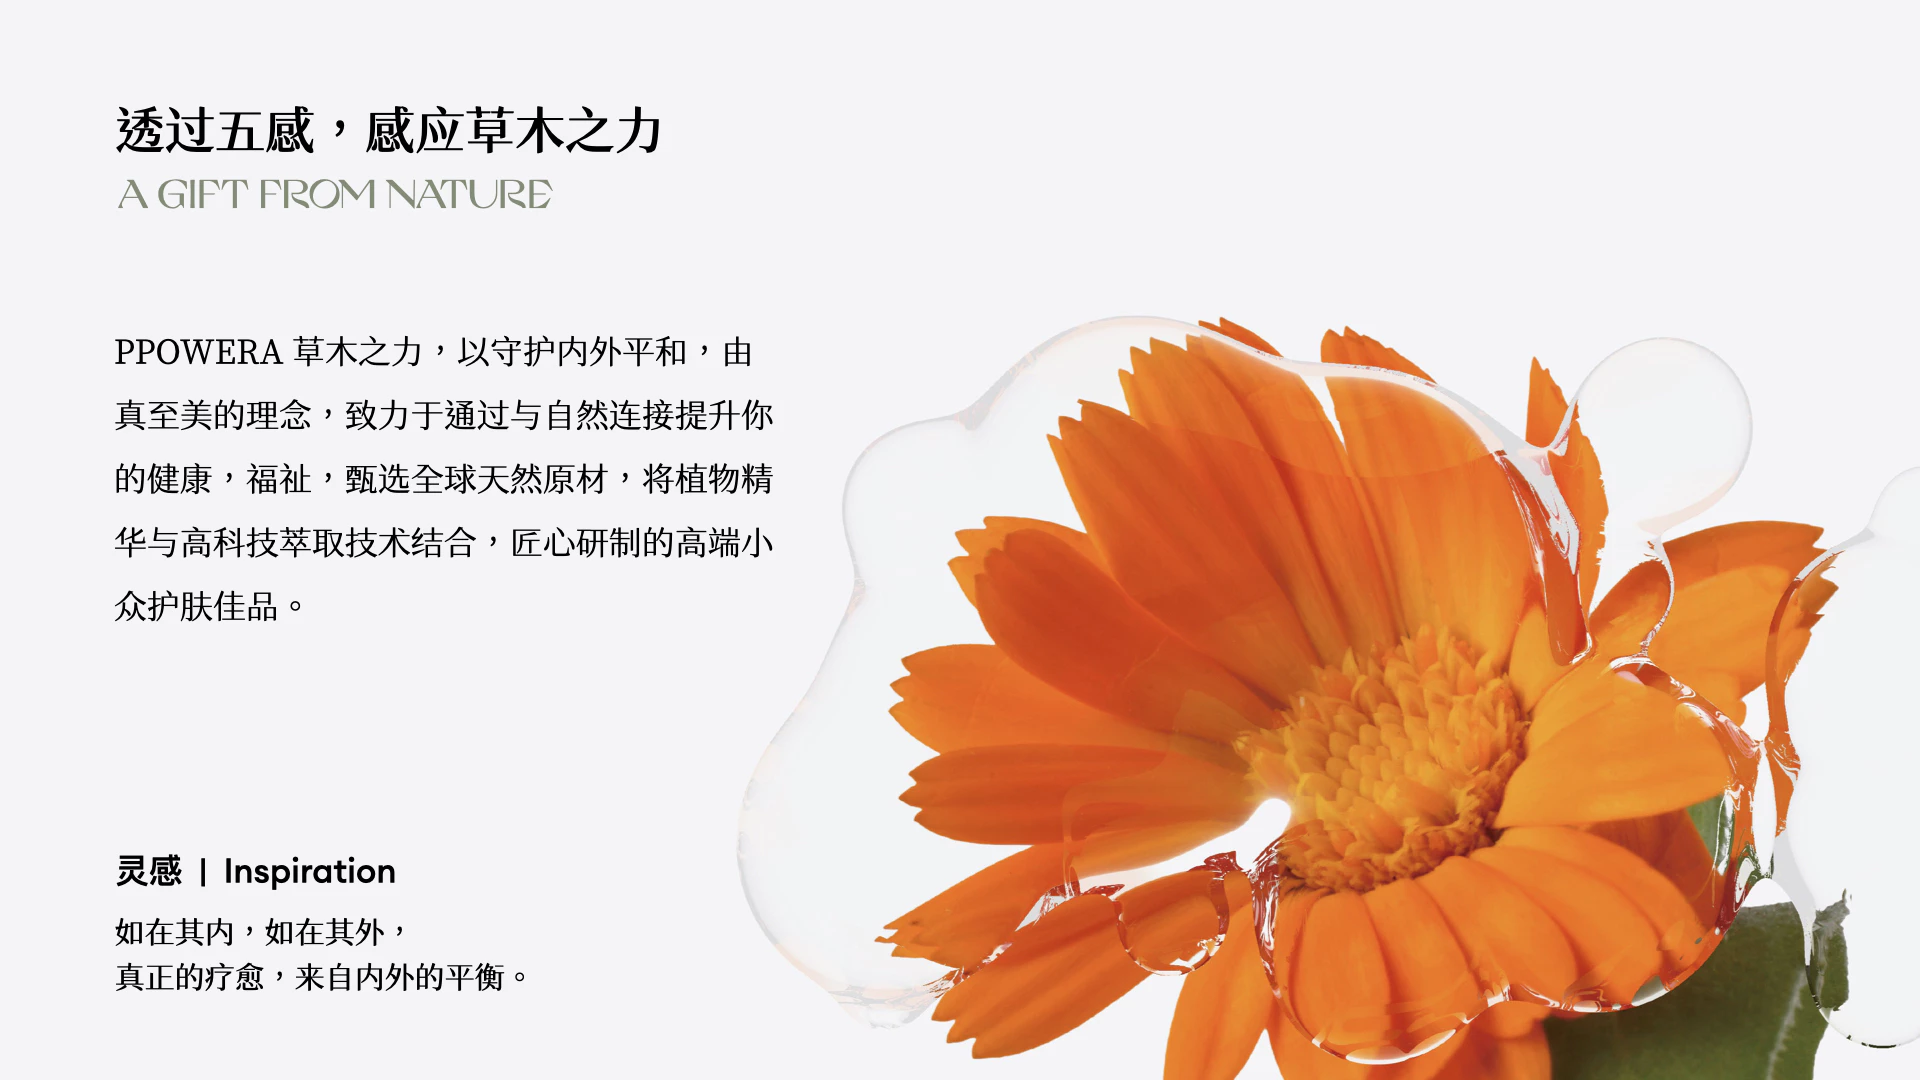 透过五感，感应草木之力
A GIFT FROM NATURE
PPOWERA 草木之力，以守护内外平和，由
真至美的理念，致力于通过与自然连接提升你
的健康，福祉，甄选全球天然原材，将植物精
华与高科技萃取技术结合，匠心研制的高端小
众护肤佳品。
灵感 | Inspiration
如在其内，如在其外，
真正的疗愈，来自内外的平衡。